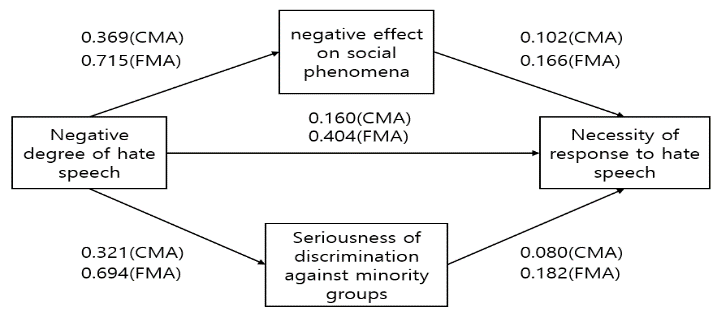 0.369(CMA)
0.715(FMA)
negative effect
on social
phenomena
0.102(CMA)
0.166(FMA)
Negative
degree of hate
speech
0.160(CMA)
0.404(FMA)
Necessity of
response to hate
speech
0.321(CMA)
0.694(FMA)
Seriousness of
discrimination
against minority
groups
0.080(CMA)
0.182(FMA)